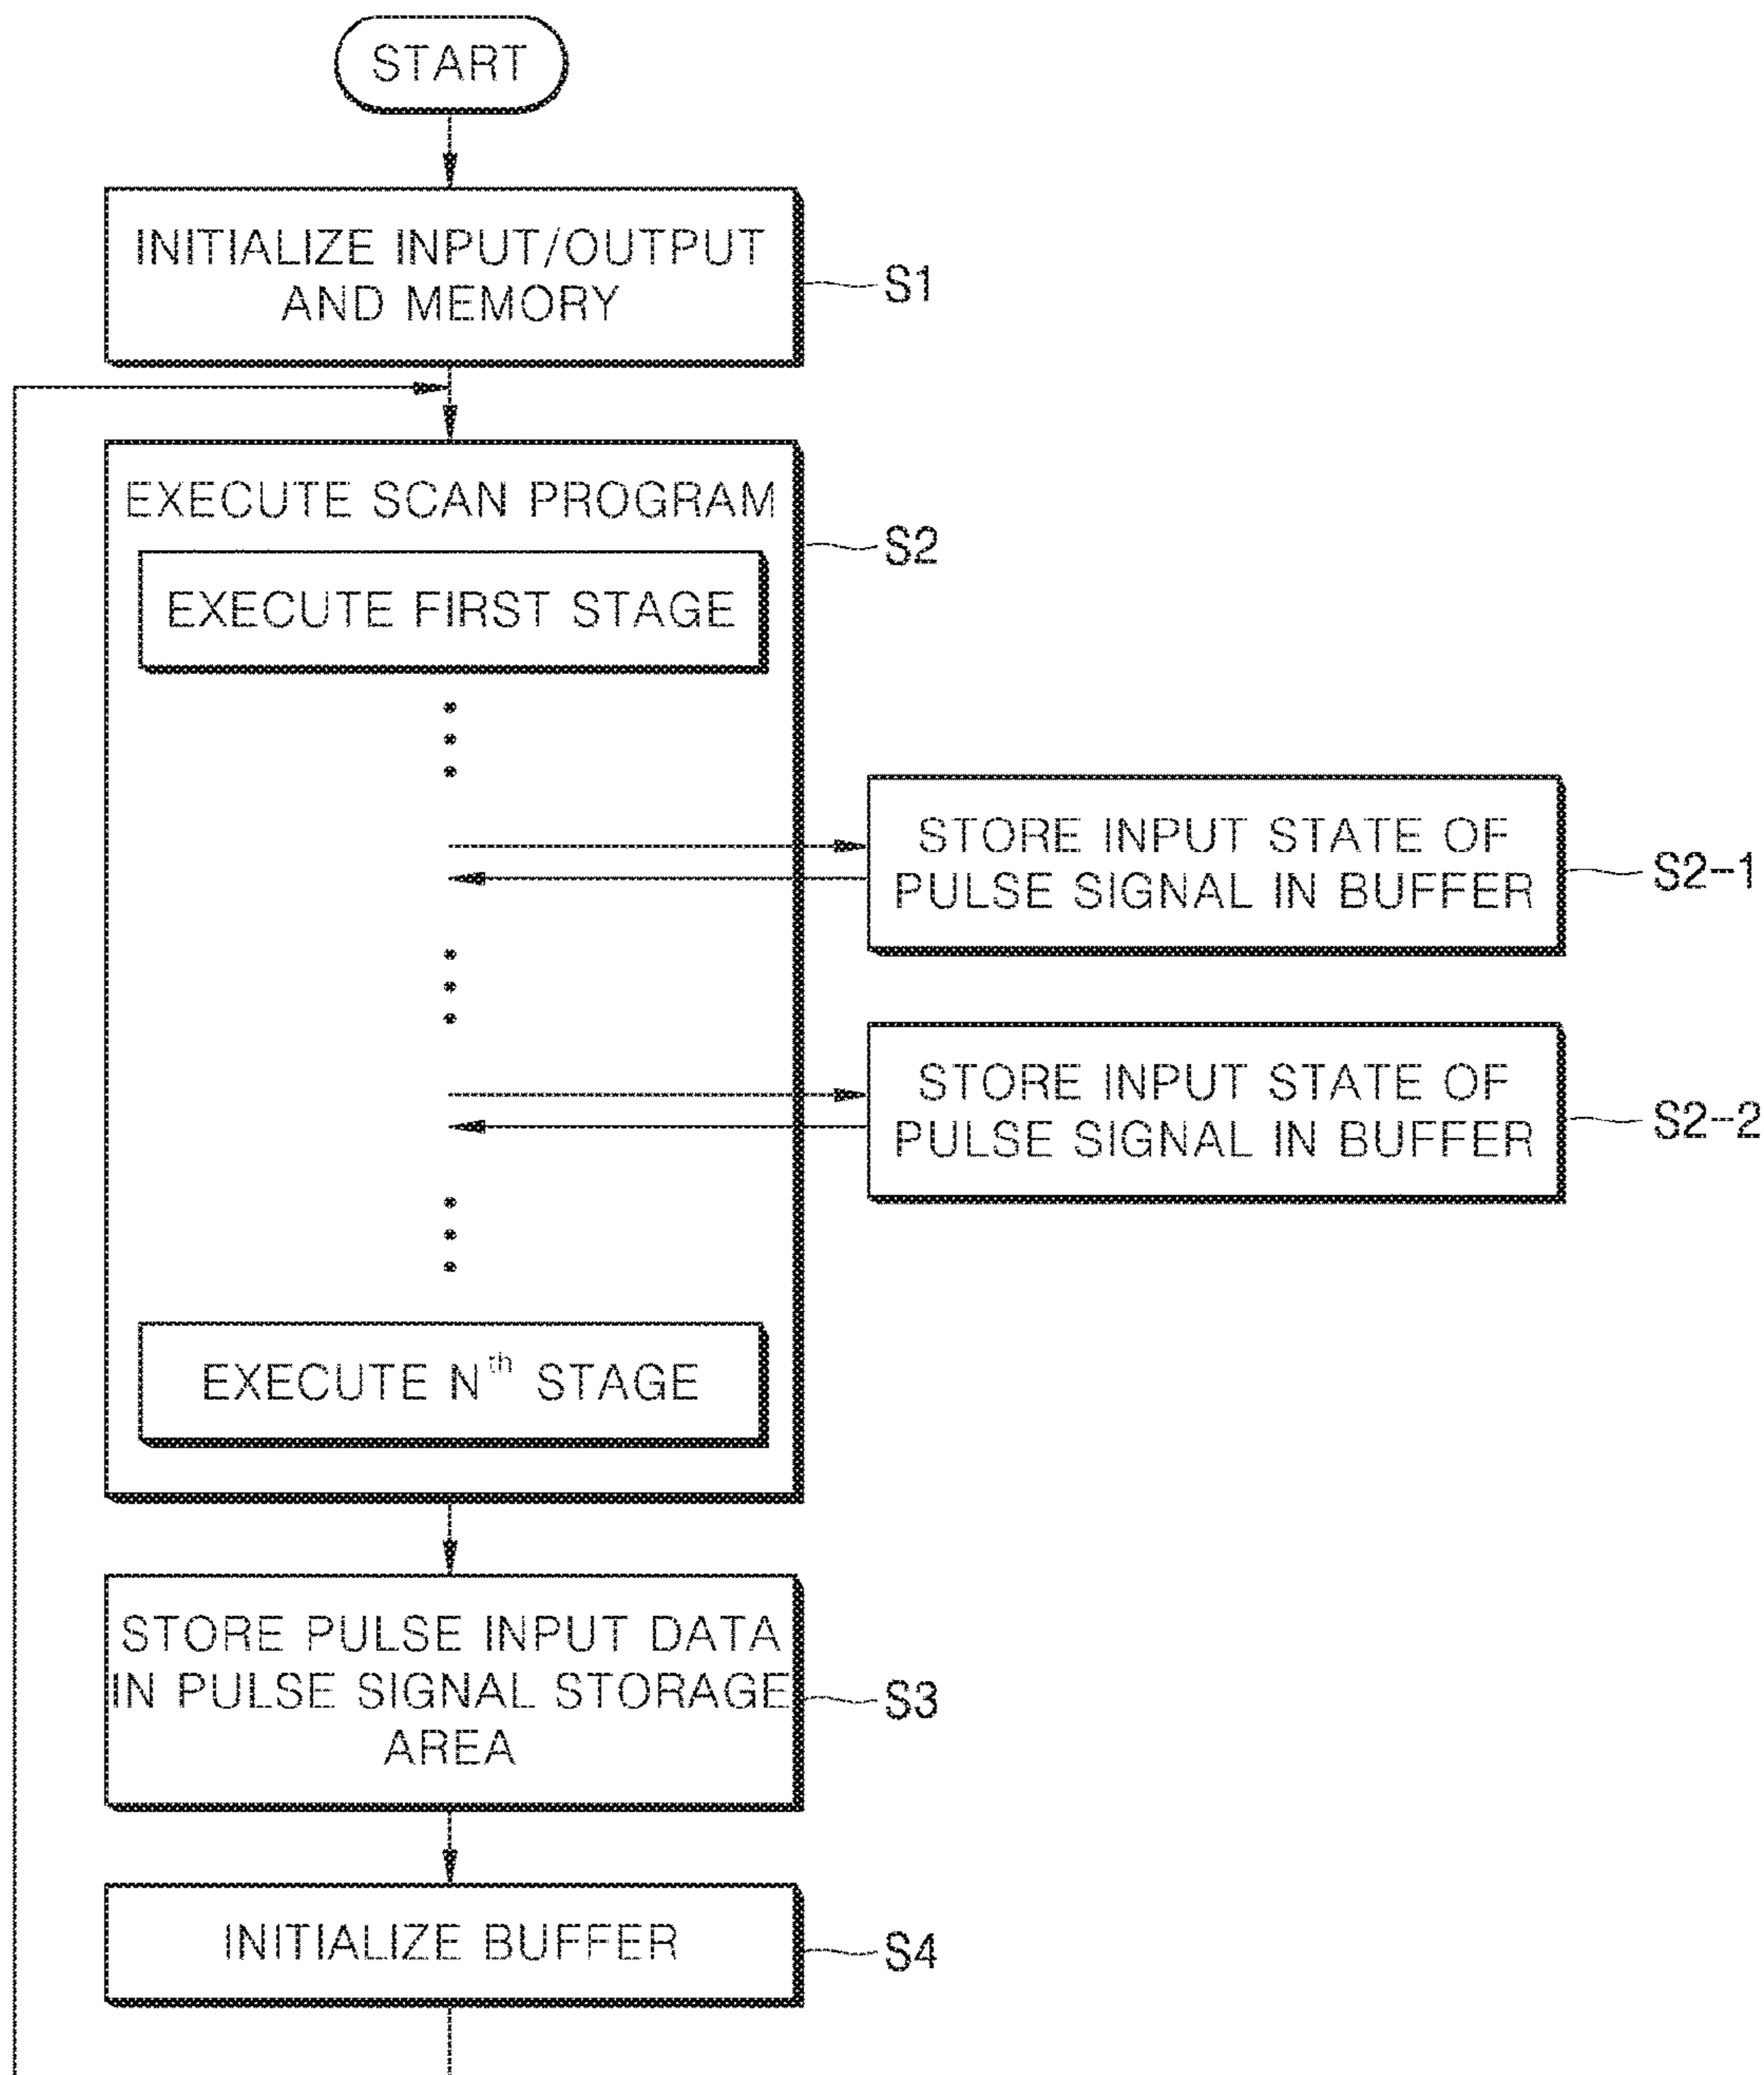 START
INITIALIZE INPUT/OUTPUT
AND MEMORY
S1
EXECUTE SCAN PROGRAM
S2
EXECUTE FIRST STAGE
STORE INPUT STATE OF
PULSE SIGNAL IN BUFFER
S2-1
STORE INPUT STATE OF
PULSE SIGNAL IN BUFFER
S2-2
EXECUTE Nth STAGE
STORE PULSE INPUT DATA
IN PULSE SIGNAL STORAGE
AREA
S3
INITIALIZE BUFFER
S4